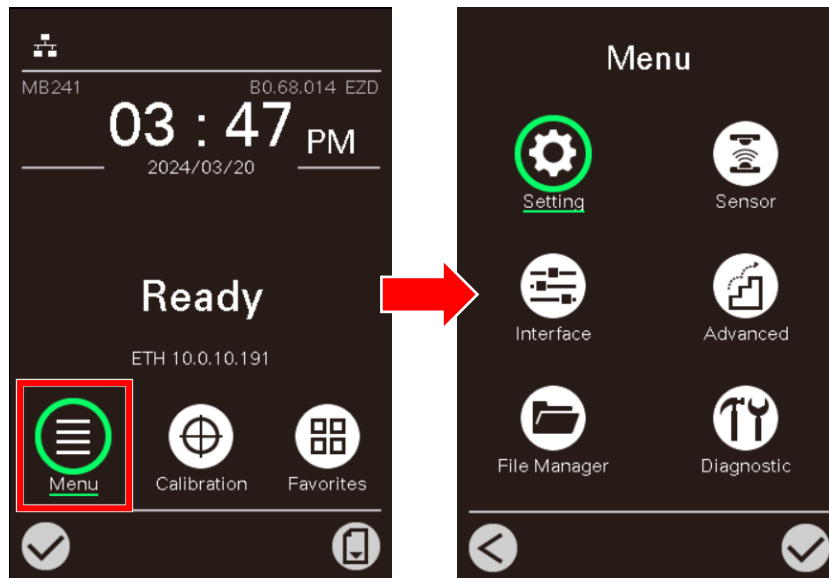 MB241 B0.68.014 EZD
03 : 47 PM
2024/03/20
Ready
ETH 10.0.10.191
Menu Calibration Favorites
Menu
Setting Sensor
Interface Advanced
File Manager Diagnostic